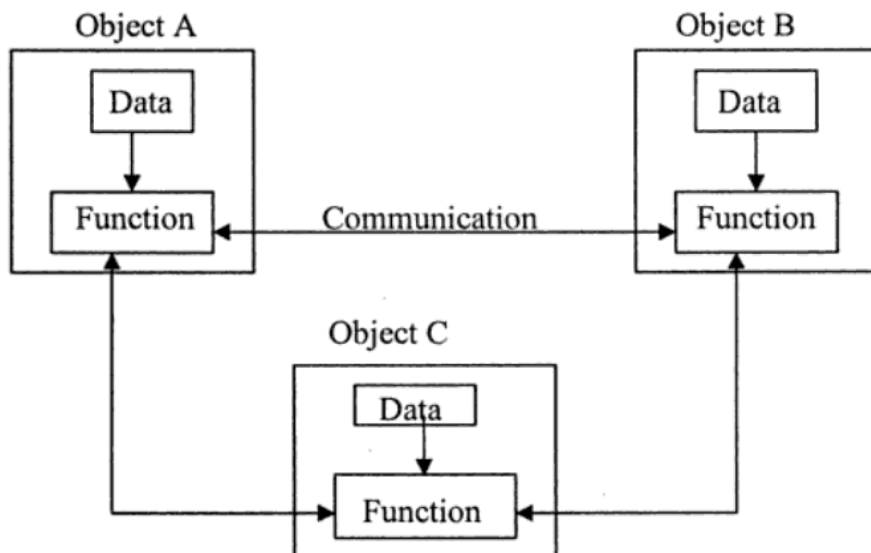 Object A
Object B
Data
Data
Function
Communication
Function
Object C
Data
Function